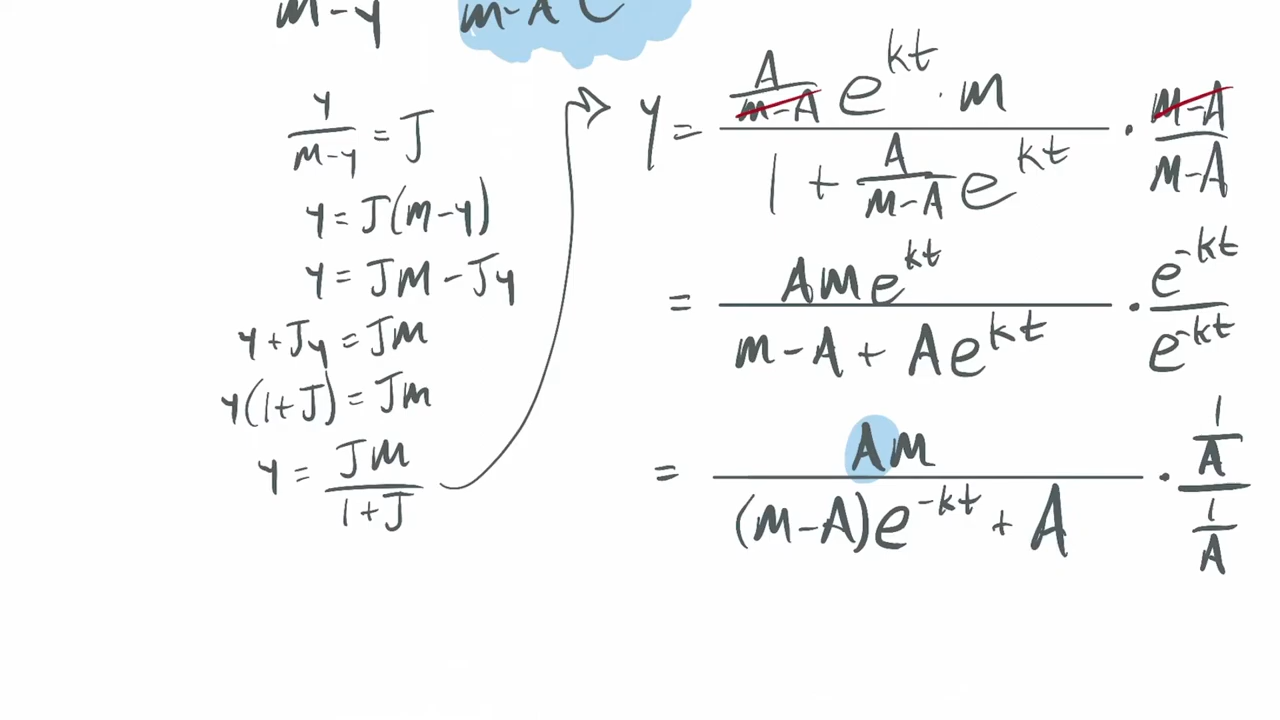 y/(M-y) = J
y = J(M-y)
y = JM - Jy
y + Jy = JM
y(1+J) = JM
y = JM/(1+J)
y = (A/(M-A) e^{kt} · M)/(1 + A/(M-A) e^{kt}) · (M-A)/(M-A)
= AMe^{kt}/(M-A + Ae^{kt}) · e^{-kt}/e^{-kt}
= AM/((M-A)e^{-kt} + A) · (1/A)/(1/A)